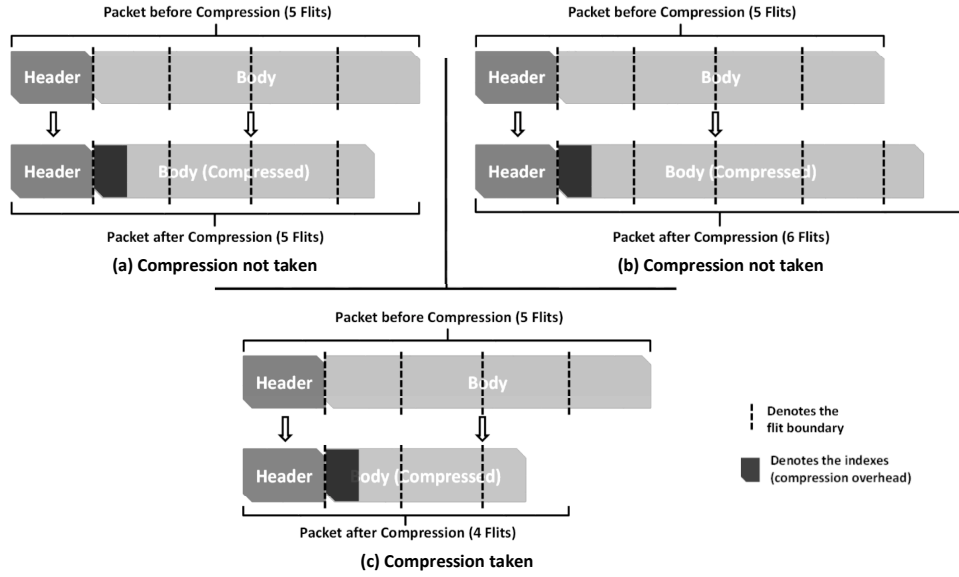 Packet before Compression (5 Flits)
Header
Body
Header
Body (Compressed)
Packet after Compression (5 Flits)
(a) Compression not taken
Packet before Compression (5 Flits)
Header
Body
Header
Body (Compressed)
Packet after Compression (6 Flits)
(b) Compression not taken
Packet before Compression (5 Flits)
Header
Body
Header
Body (Compressed)
Packet after Compression (4 Flits)
(c) Compression taken
Denotes the
flit boundary
Denotes the indexes
(compression overhead)